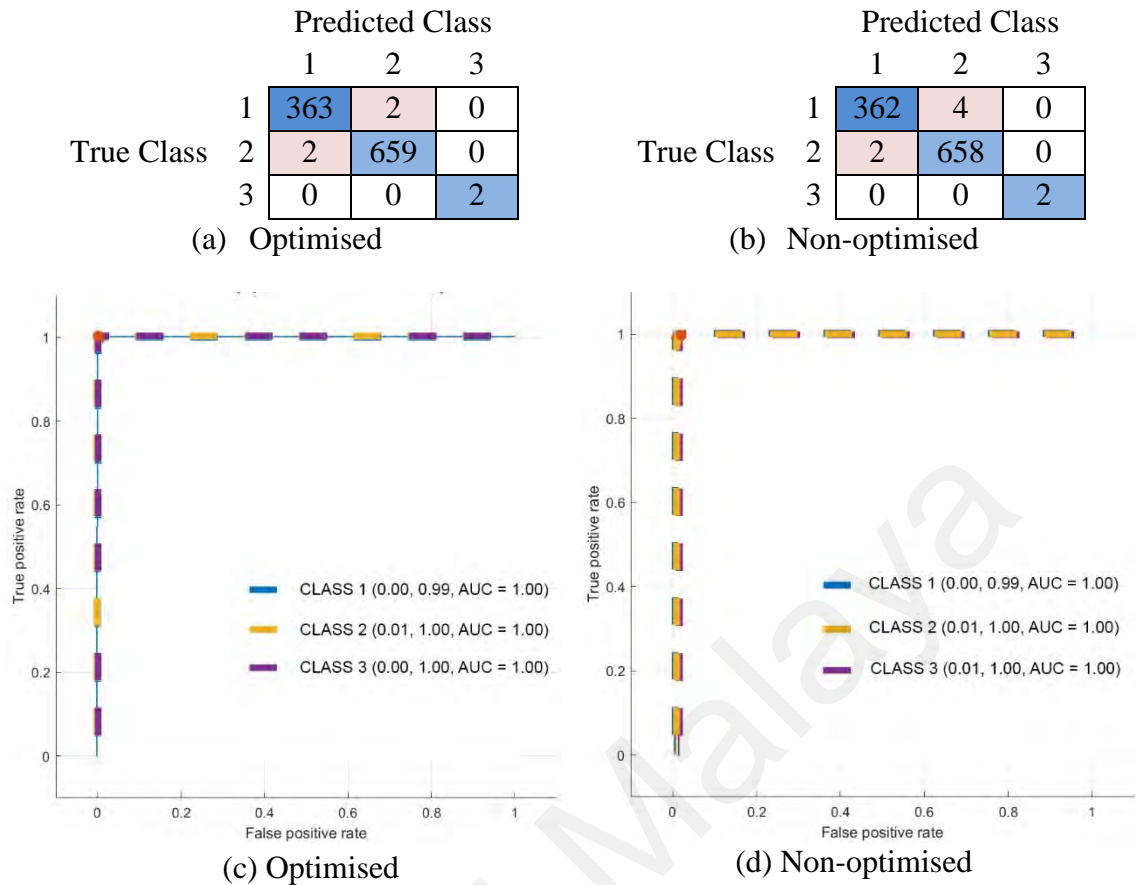 Predicted Class
1 2 3
1 363 2 0
True Class 2 2 659 0
3 0 0 2
(a) Optimised
Predicted Class
1 2 3
1 362 4 0
True Class 2 2 658 0
3 0 0 2
(b) Non-optimised
1
0.8
0.6
0.4
0.2
0
True positive rate
CLASS 1 (0.00, 0.99, AUC = 1.00)
CLASS 2 (0.01, 1.00, AUC = 1.00)
CLASS 3 (0.00, 1.00, AUC = 1.00)
0 0.2 0.4 0.6 0.8 1
False positive rate
(c) Optimised
1
0.8
0.6
0.4
0.2
0
True positive rate
CLASS 1 (0.00, 0.99, AUC = 1.00)
CLASS 2 (0.01, 1.00, AUC = 1.00)
CLASS 3 (0.01, 1.00, AUC = 1.00)
0 0.2 0.4 0.6 0.8 1
False positive rate
(d) Non-optimised
Malaya